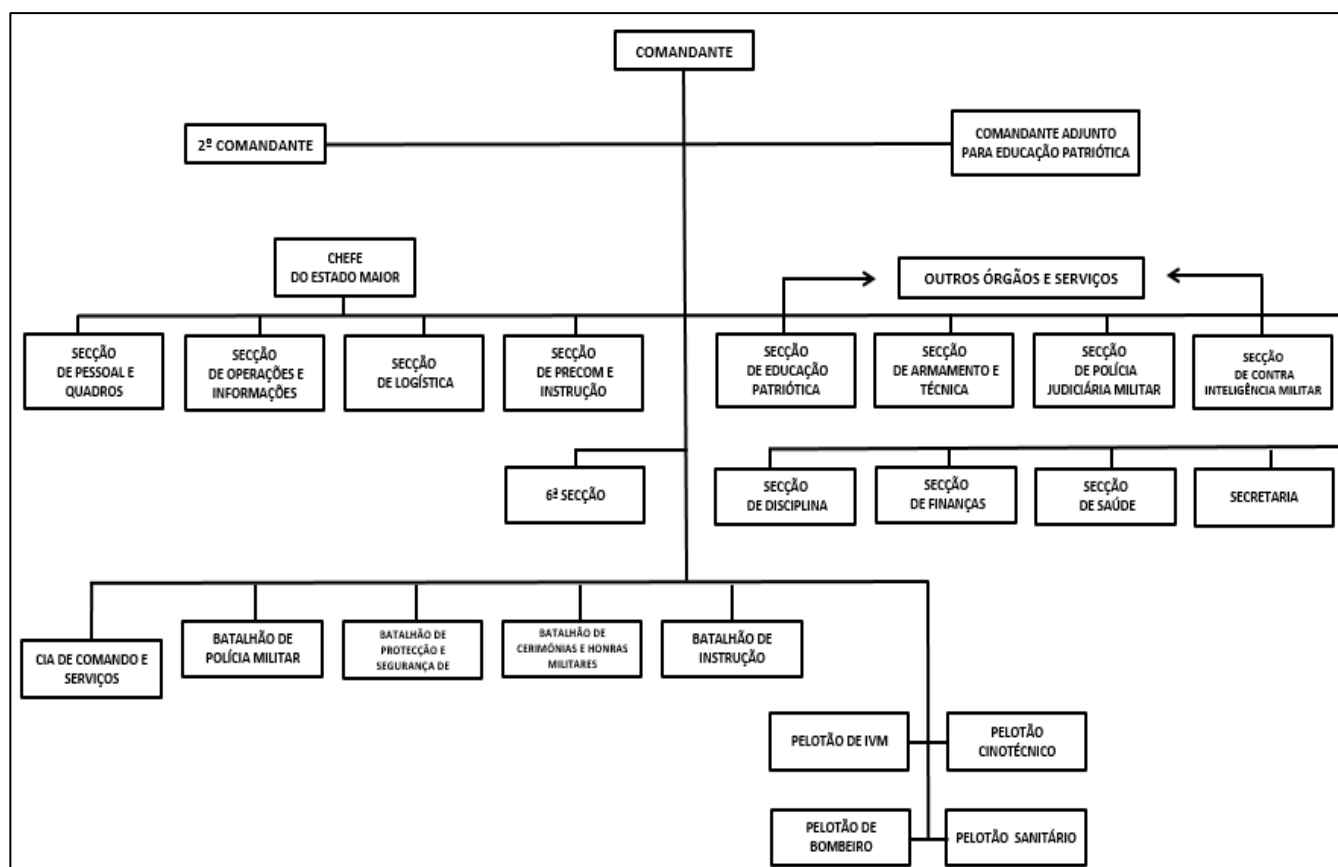 COMANDANTE
2º COMANDANTE
COMANDANTE ADJUNTO
PARA EDUCAÇÃO PATRIÓTICA
CHEFE
DO ESTADO MAIOR
OUTROS ÓRGÃOS E SERVIÇOS
SECÇÃO
DE PESSOAL E
QUADROS
SECÇÃO
DE OPERAÇÕES E
INFORMAÇÕES
SECÇÃO
DE LOGÍSTICA
SECÇÃO
DE PRECOM E
INSTRUÇÃO
SECÇÃO
DE EDUCAÇÃO
PATRIÓTICA
SECÇÃO
DE ARMAMENTO E
TÉCNICA
SECÇÃO
DE POLÍCIA
JUDICIÁRIA MILITAR
SECÇÃO
DE CONTRA
INTELIGÊNCIA MILITAR
6ª SECÇÃO
SECÇÃO
DE DISCIPLINA
SECÇÃO
DE FINANÇAS
SECÇÃO
DE SAÚDE
SECRETARIA
CIA DE COMANDO E
SERVIÇOS
BATALHÃO DE
POLÍCIA MILITAR
BATALHÃO DE
PROTECÇÃO E
SEGURANÇA DE
BATALHÃO DE
CERIMÓNIAS E HONRAS
MILITARES
BATALHÃO DE
INSTRUÇÃO
PELOTÃO DE IVM
PELOTÃO
CINOTÉCNICO
PELOTÃO DE
BOMBEIRO
PELOTÃO SANITÁRIO